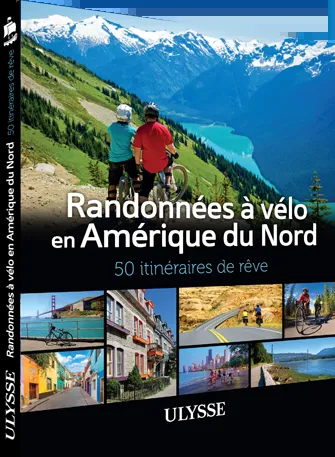 Randonnées à vélo
en Amérique du Nord
50 itinéraires de rêve
ULYSSE
ULYSSE Randonnées à vélo en Amérique du Nord 50 itinéraires de rêve